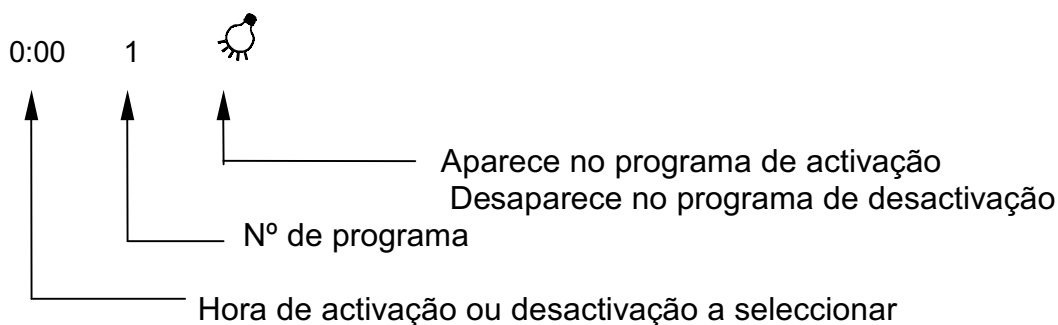 0:00 1
Aparece no programa de activação
Desaparece no programa de desactivação
Nº de programa
Hora de activação ou desactivação a seleccionar